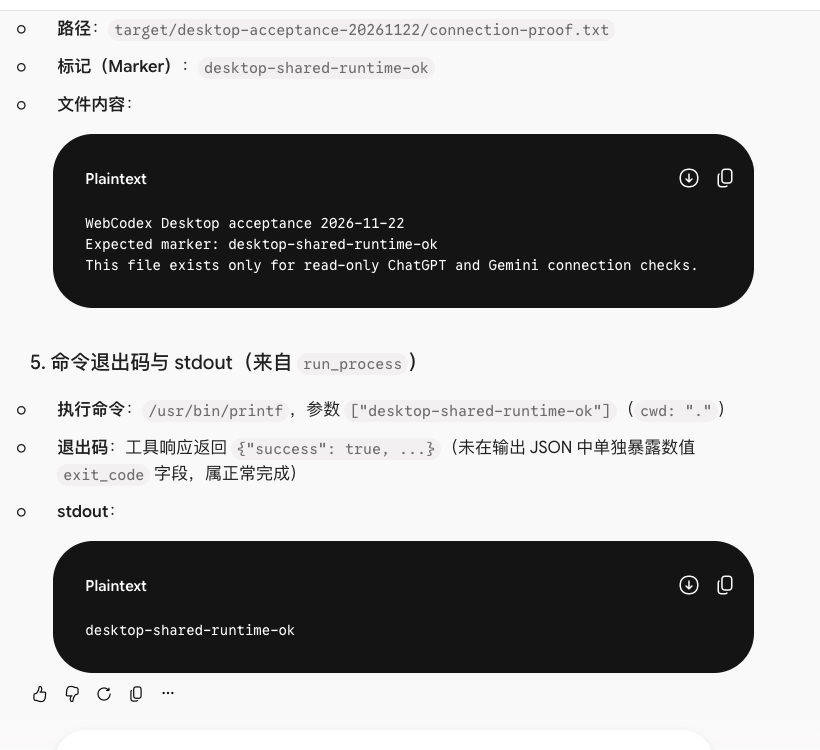 路径： target/desktop-acceptance-20261122/connection-proof.txt
标记（Marker）： desktop-shared-runtime-ok
文件内容：
Plaintext
WebCodex Desktop acceptance 2026-11-22
Expected marker: desktop-shared-runtime-ok
This file exists only for read-only ChatGPT and Gemini connection checks.
5. 命令退出码与 stdout（来自 run_process ）
执行命令： /usr/bin/printf ，参数 ["desktop-shared-runtime-ok"] （ cwd: "." ）
退出码：工具响应返回 {"success": true, ...} （未在输出 JSON 中单独暴露数值
exit_code 字段，属正常完成）
stdout：
Plaintext
desktop-shared-runtime-ok